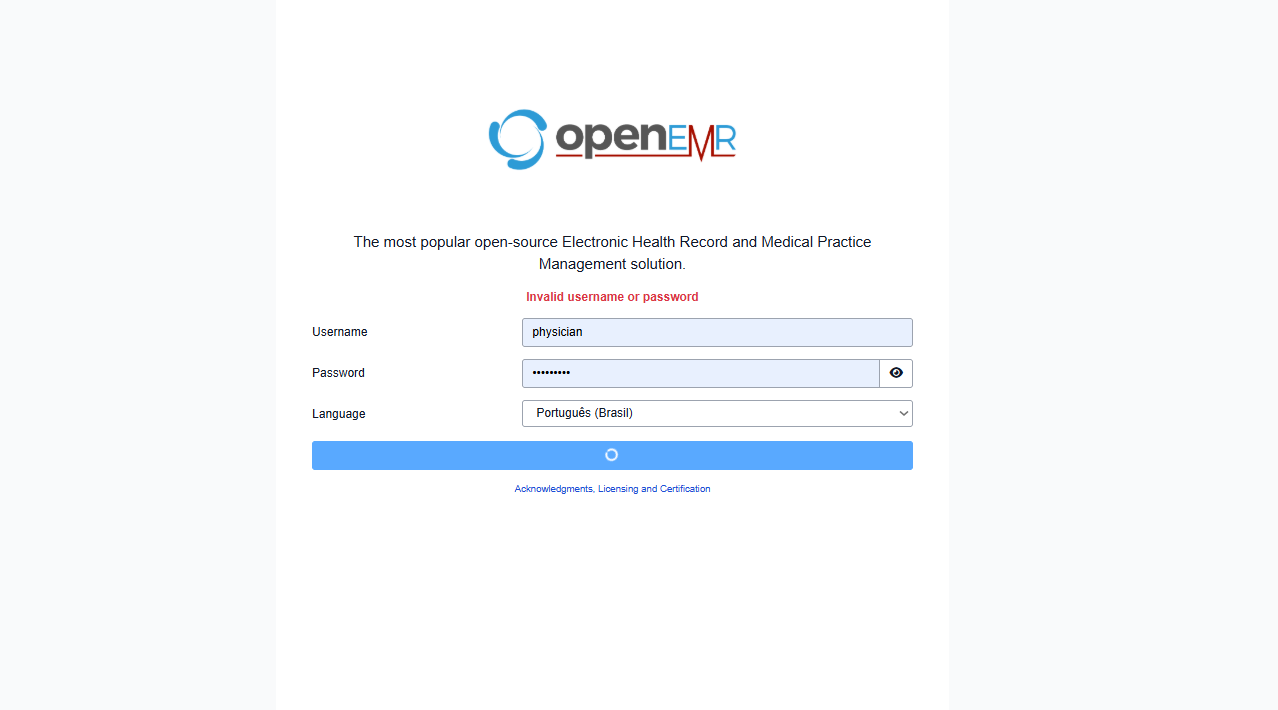 openEMR
The most popular open-source Electronic Health Record and Medical Practice
Management solution.
Invalid username or password
Username
physician
Password
•••••••••
Language
Português (Brasil)
Acknowledgments, Licensing and Certification